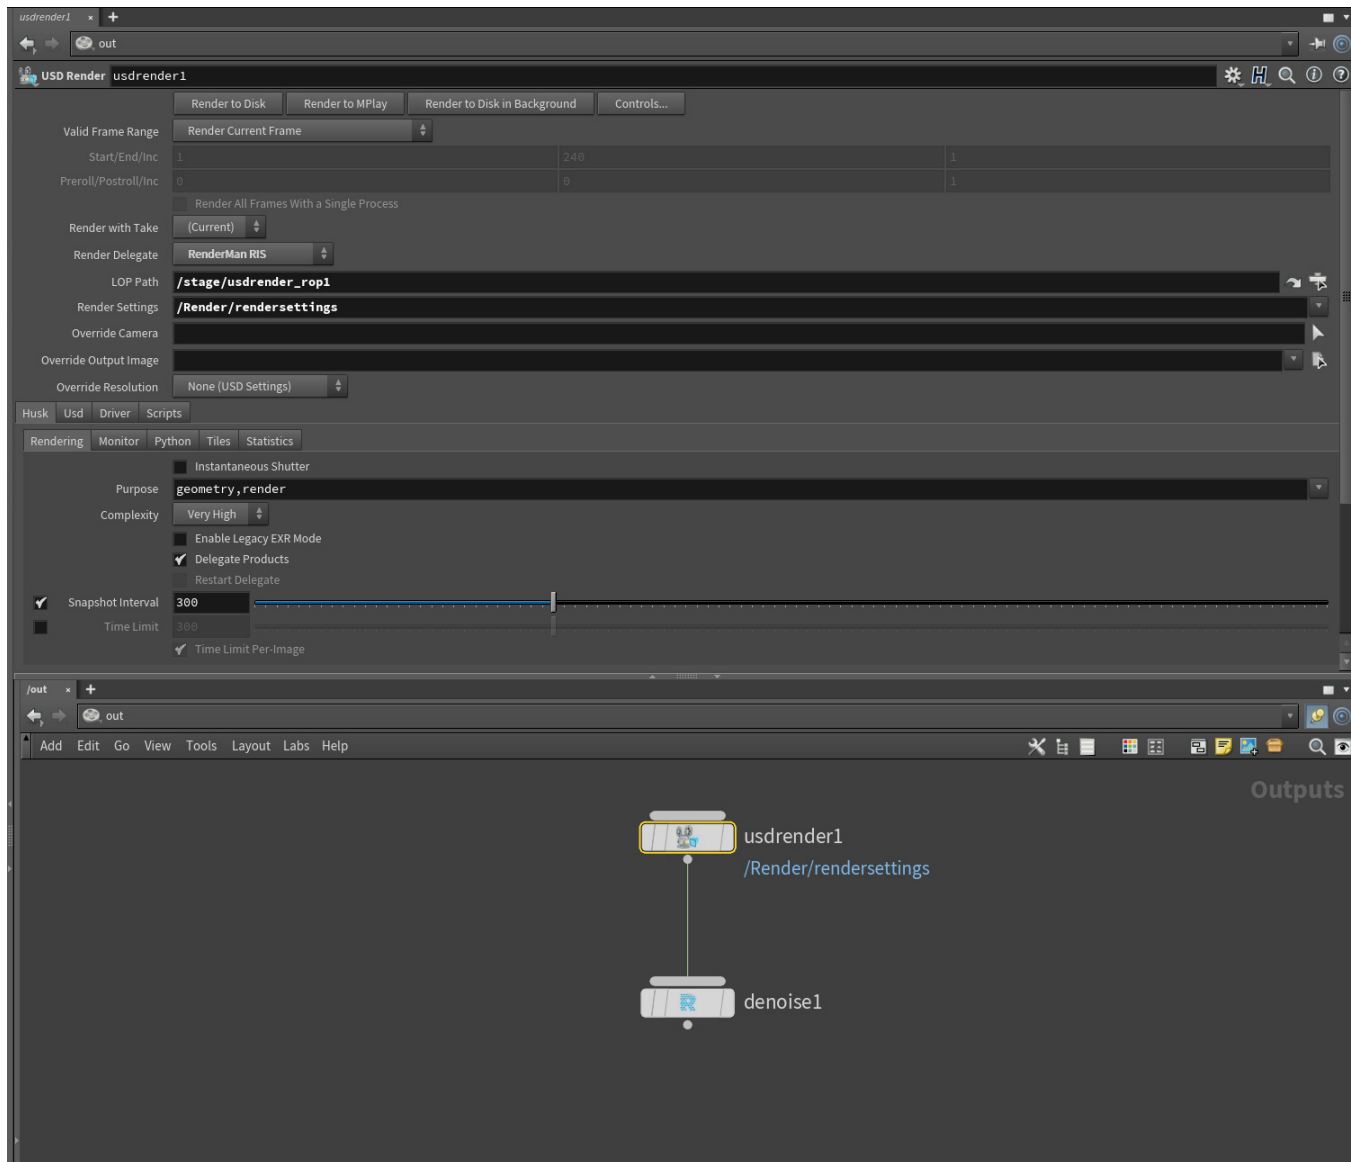 usdrender1 × +
out
USD Render usdrender1
Render to Disk Render to MPlay Render to Disk in Background Controls...
Valid Frame Range Render Current Frame
Start/End/Inc 1 240 1
Preroll/Postroll/Inc 0 0 1
Render All Frames With a Single Process
Render with Take (Current)
Render Delegate RenderMan RIS
LOP Path /stage/usdrender_rop1
Render Settings /Render/rendersettings
Override Camera
Override Output Image
Override Resolution None (USD Settings)
Husk Usd Driver Scripts
Rendering Monitor Python Tiles Statistics
Instantaneous Shutter
Purpose geometry,render
Complexity Very High
Enable Legacy EXR Mode
Delegate Products
Restart Delegate
Snapshot Interval 300
Time Limit 300
Time Limit Per-Image
/out × +
out
Add Edit Go View Tools Layout Labs Help
Outputs
usdrender1
/Render/rendersettings
denoise1